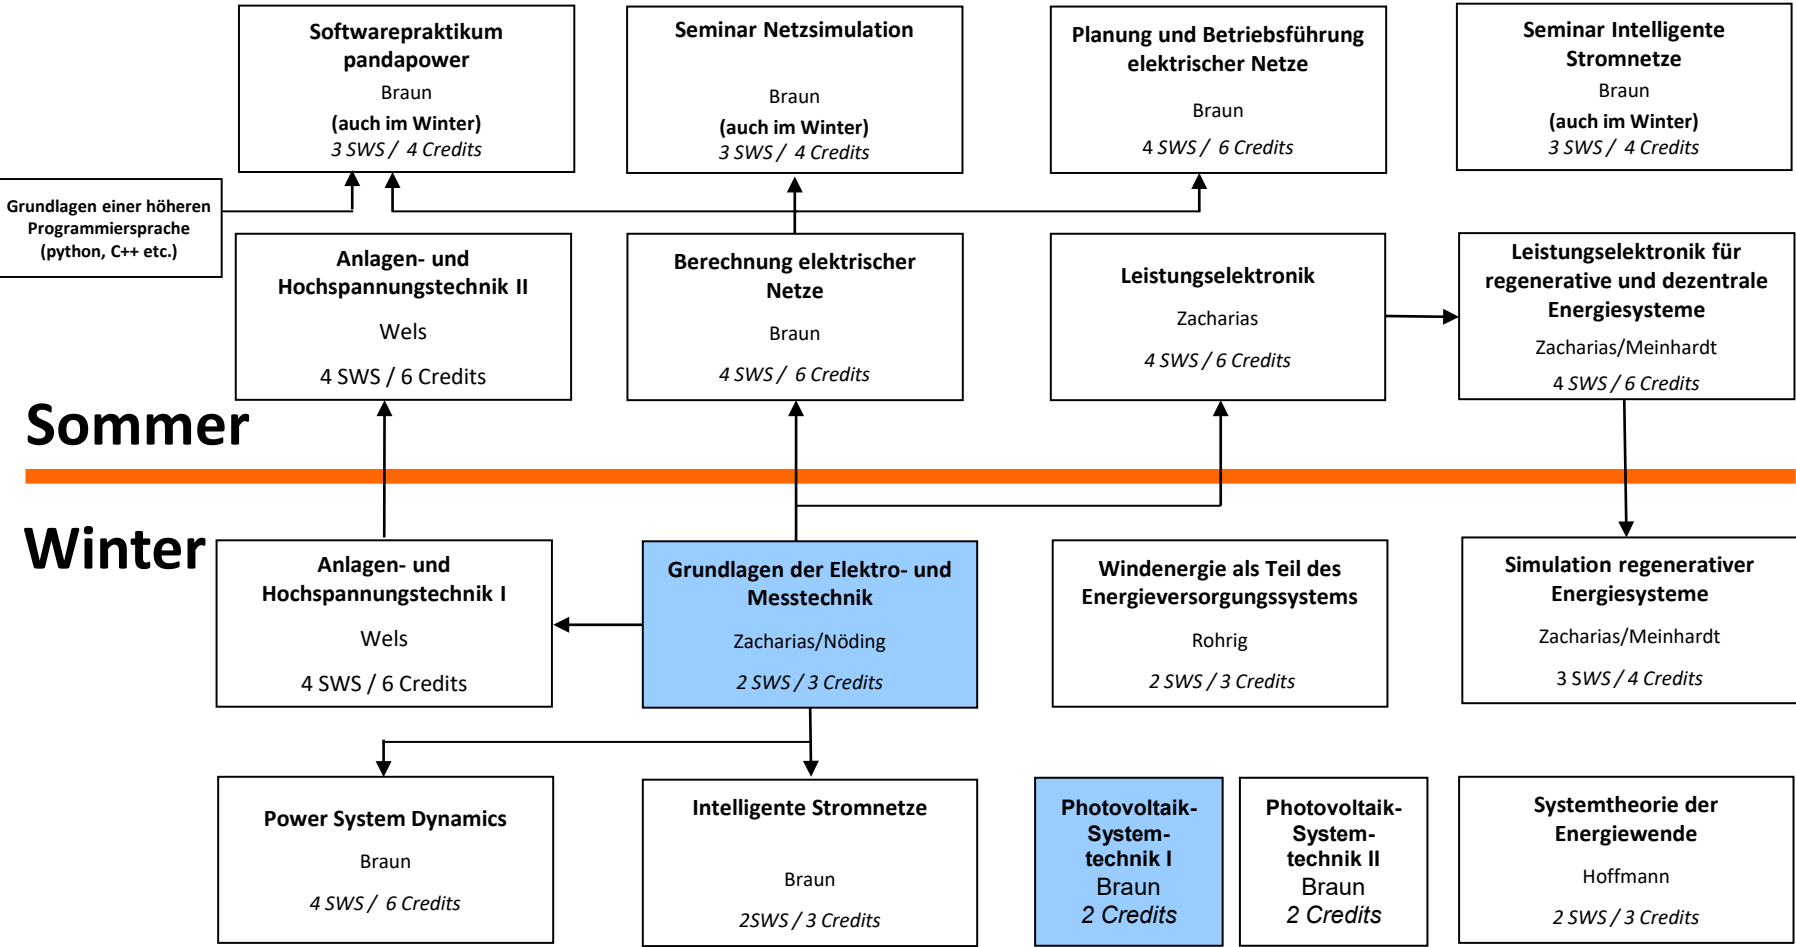 Softwarepraktikum
pandapower
Braun
(auch im Winter)
3 SWS / 4 Credits
Seminar Netzsimulation
Braun
(auch im Winter)
3 SWS / 4 Credits
Planung und Betriebsführung
elektrischer Netze
Braun
4 SWS / 6 Credits
Seminar Intelligente
Stromnetze
Braun
(auch im Winter)
3 SWS / 4 Credits
Grundlagen einer höheren
Programmiersprache
(python, C++ etc.)
Anlagen- und
Hochspannungstechnik II
Wels
4 SWS / 6 Credits
Berechnung elektrischer
Netze
Braun
4 SWS / 6 Credits
Leistungselektronik
Zacharias
4 SWS / 6 Credits
Leistungselektronik für
regenerative und dezentrale
Energiesysteme
Zacharias/Meinhardt
4 SWS / 6 Credits
Sommer
Winter
Anlagen- und
Hochspannungstechnik I
Wels
4 SWS / 6 Credits
Grundlagen der Elektro- und
Messtechnik
Zacharias/Nöding
2 SWS / 3 Credits
Windenergie als Teil des
Energieversorgungssystems
Rohrig
2 SWS / 3 Credits
Simulation regenerativer
Energiesysteme
Zacharias/Meinhardt
3 SWS / 4 Credits
Power System Dynamics
Braun
4 SWS / 6 Credits
Intelligente Stromnetze
Braun
2SWS / 3 Credits
Photovoltaik-
System-
technik I
Braun
2 Credits
Photovoltaik-
System-
technik II
Braun
2 Credits
Systemtheorie der
Energiewende
Hoffmann
2 SWS / 3 Credits